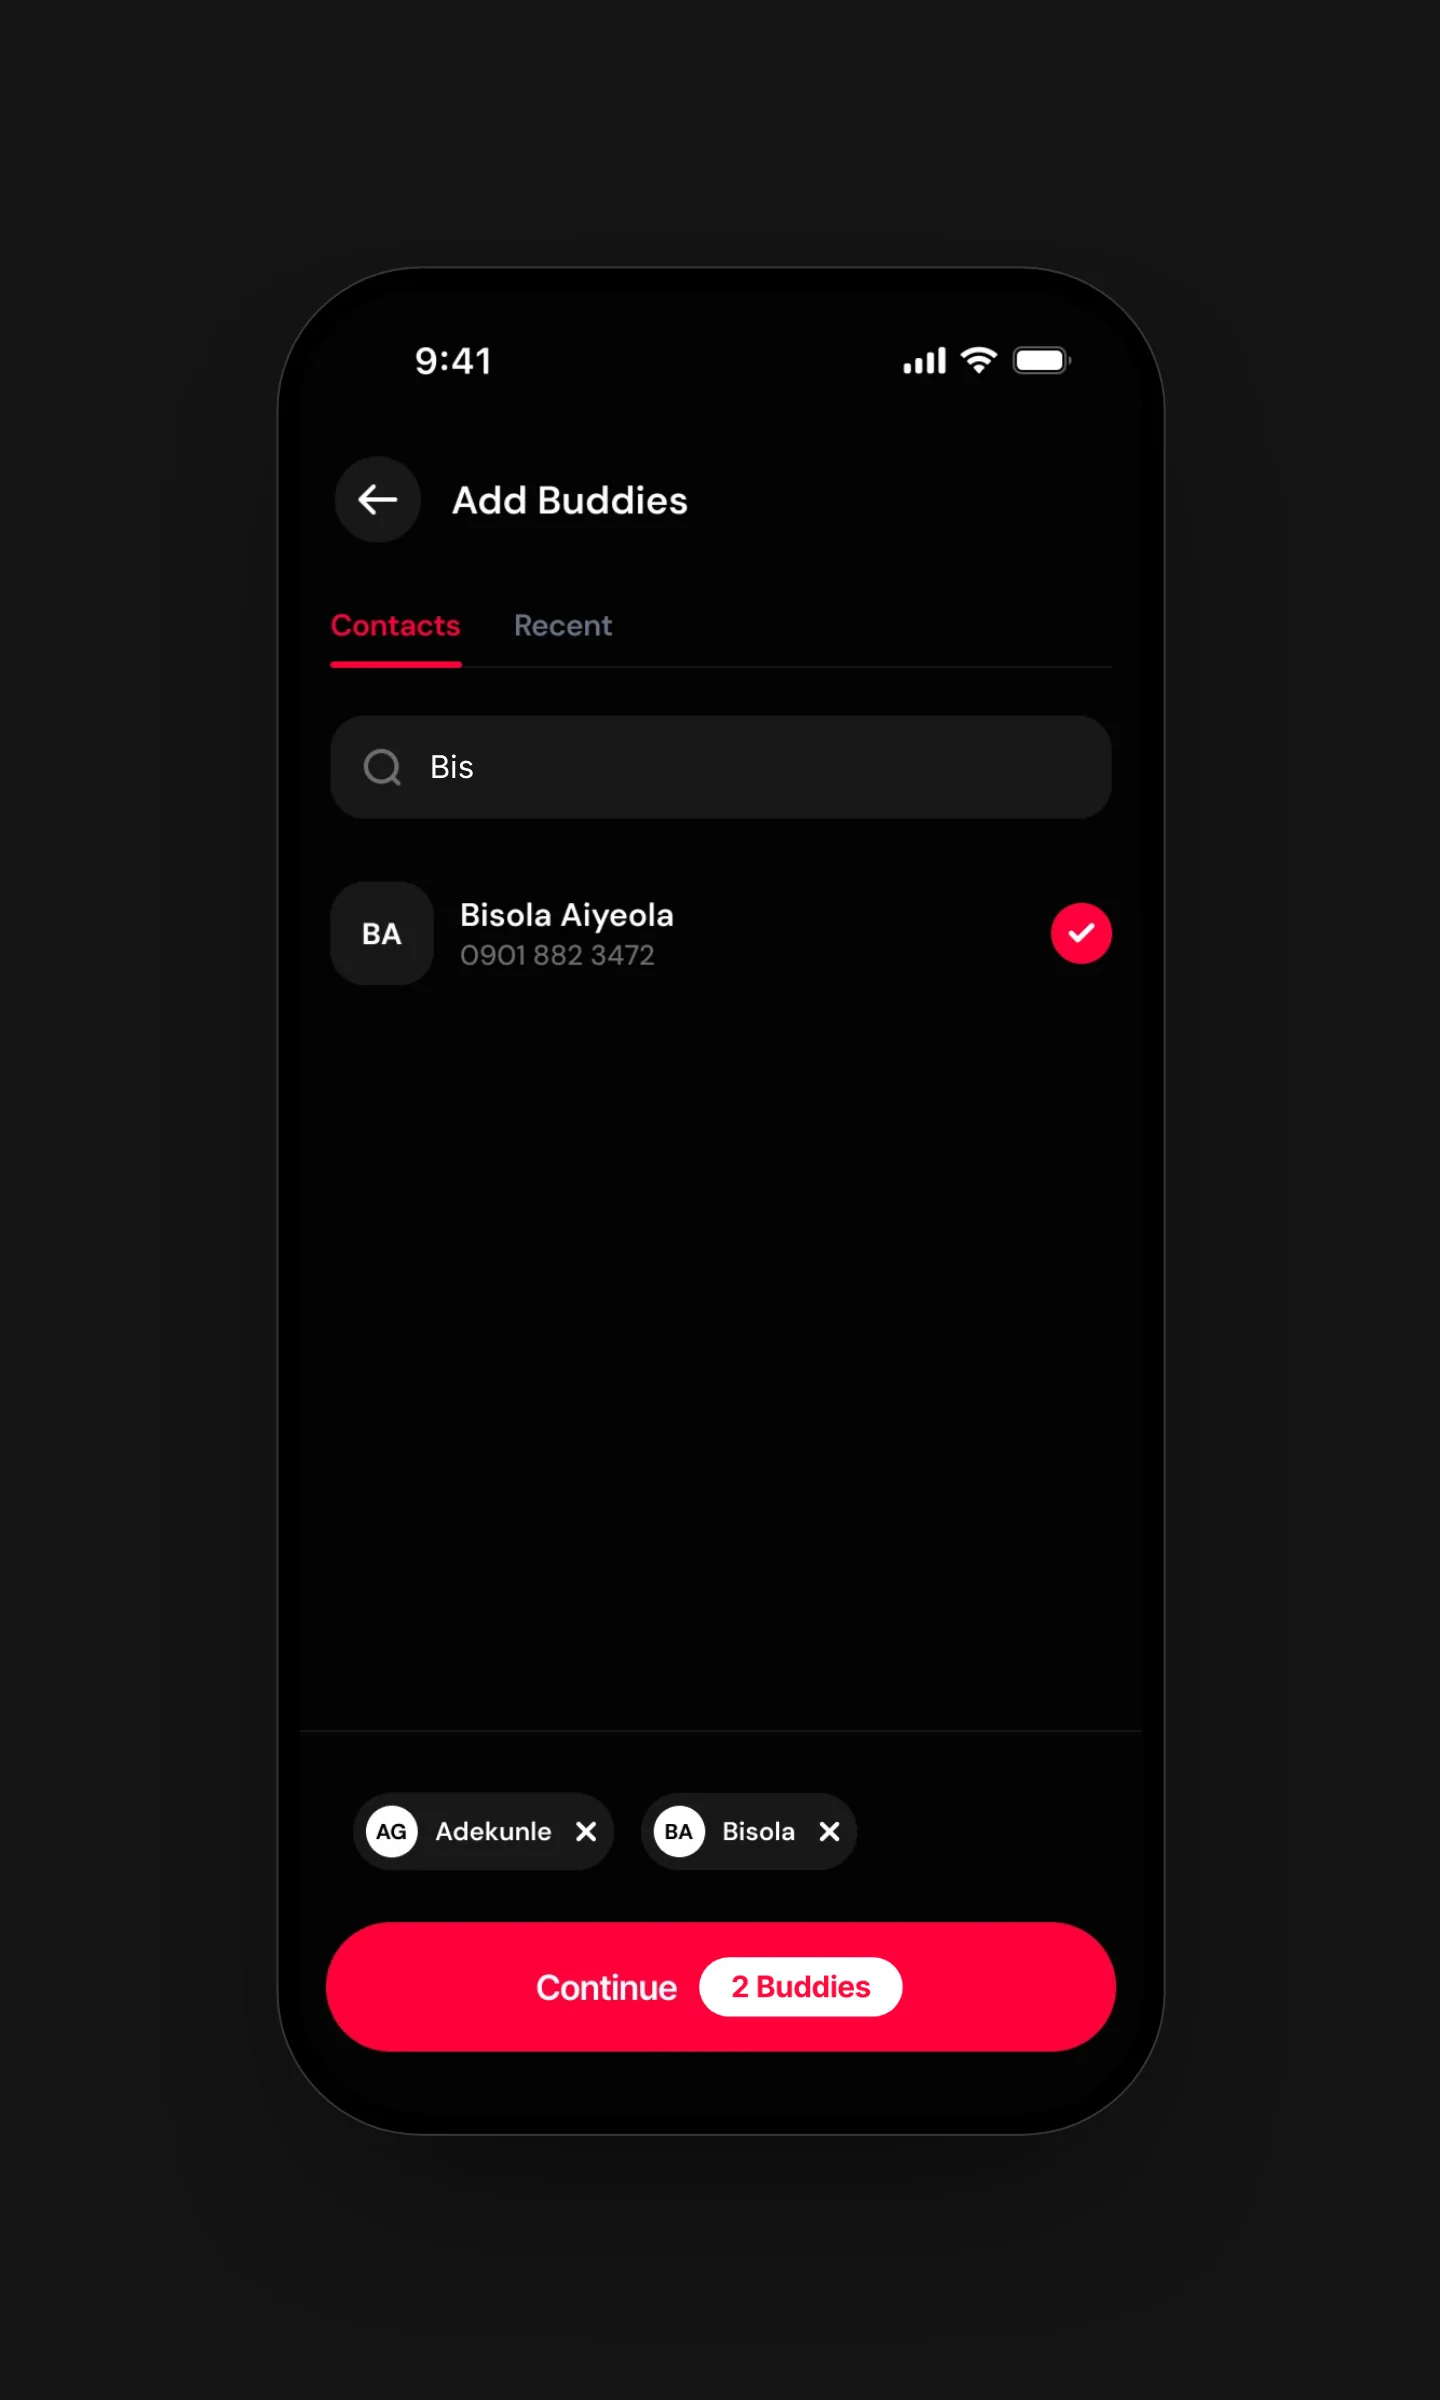 9:41
Add Buddies
Contacts Recent
Bis
BA
Bisola Aiyeola
0901 882 3472
AG Adekunle BA Bisola
Continue 2 Buddies